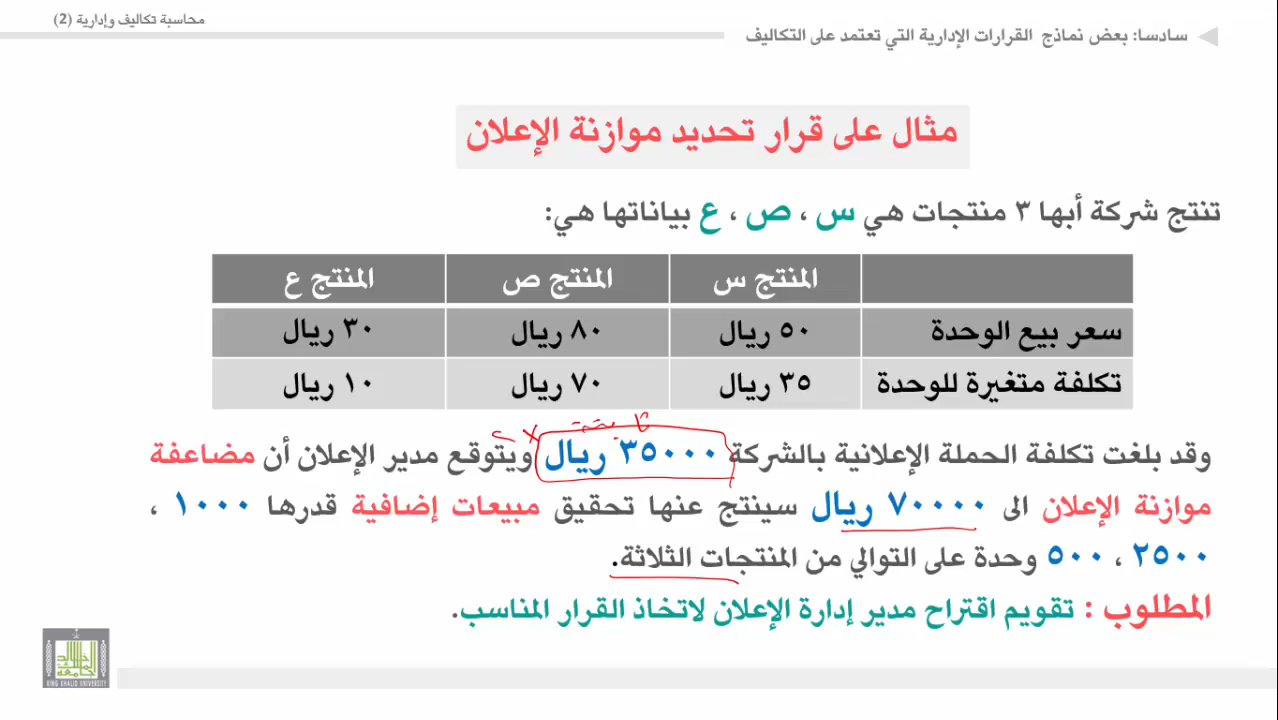 محاسبة تكاليف وإدارية (2)
سادسا: بعض نماذج القرارات الإدارية التي تعتمد على التكاليف
مثال على قرار تحديد موازنة الإعلان
تنتج شركة أبها ٣ منتجات هي س ، ص ، ع بياناتها هي:
المنتج س المنتج ص المنتج ع
سعر بيع الوحدة ٥٠ ريال ٨٠ ريال ٣٠ ريال
تكلفة متغيرة للوحدة ٣٥ ريال ٧٠ ريال ١٠ ريال
وقد بلغت تكلفة الحملة الإعلانية بالشركة ٣٥٠٠٠ ريال ويتوقع مدير الإعلان أن مضاعفة
موازنة الإعلان الى ٧٠٠٠٠ ريال سينتج عنها تحقيق مبيعات إضافية قدرها ١٠٠٠ ،
٢٥٠٠ ، ٥٠٠ وحدة على التوالي من المنتجات الثلاثة.
المطلوب : تقويم اقتراح مدير إدارة الإعلان لاتخاذ القرار المناسب.
KING KHALID UNIVERSITY